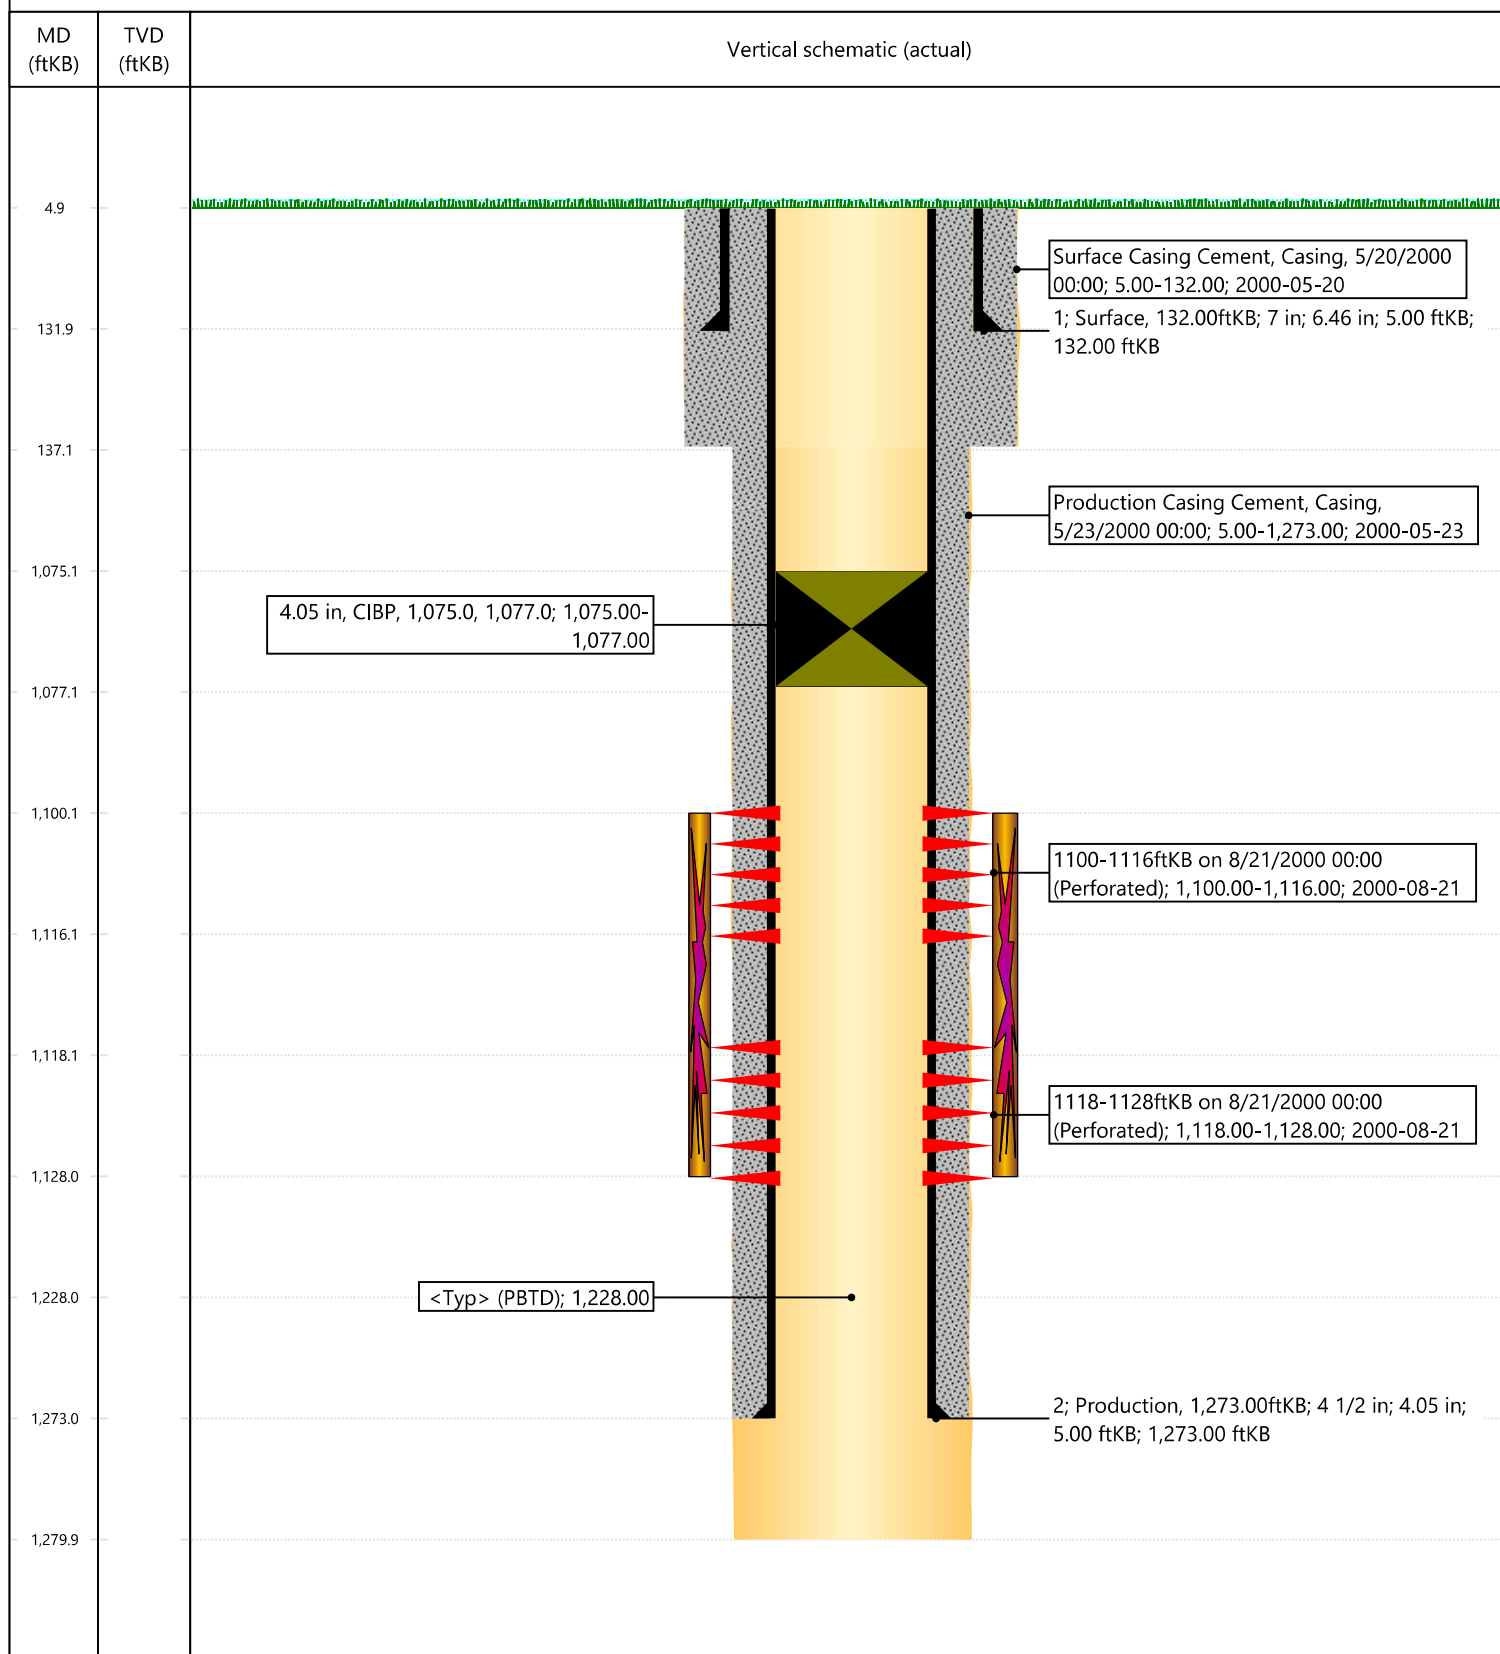 MD
(ftKB)
TVD
(ftKB)
Vertical schematic (actual)
4.9
Surface Casing Cement, Casing, 5/20/2000
00:00; 5.00-132.00; 2000-05-20
131.9
1; Surface, 132.00ftKB; 7 in; 6.46 in; 5.00 ftKB;
132.00 ftKB
137.1
Production Casing Cement, Casing,
5/23/2000 00:00; 5.00-1,273.00; 2000-05-23
1,075.1
4.05 in, CIBP, 1,075.0, 1,077.0; 1,075.00-
1,077.00
1,077.1
1,100.1
1100-1116ftKB on 8/21/2000 00:00
(Perforated); 1,100.00-1,116.00; 2000-08-21
1,116.1
1,118.1
1118-1128ftKB on 8/21/2000 00:00
(Perforated); 1,118.00-1,128.00; 2000-08-21
1,128.0
1,228.0
<Typ> (PBTD); 1,228.00
1,273.0
2; Production, 1,273.00ftKB; 4 1/2 in; 4.05 in;
5.00 ftKB; 1,273.00 ftKB
1,279.9